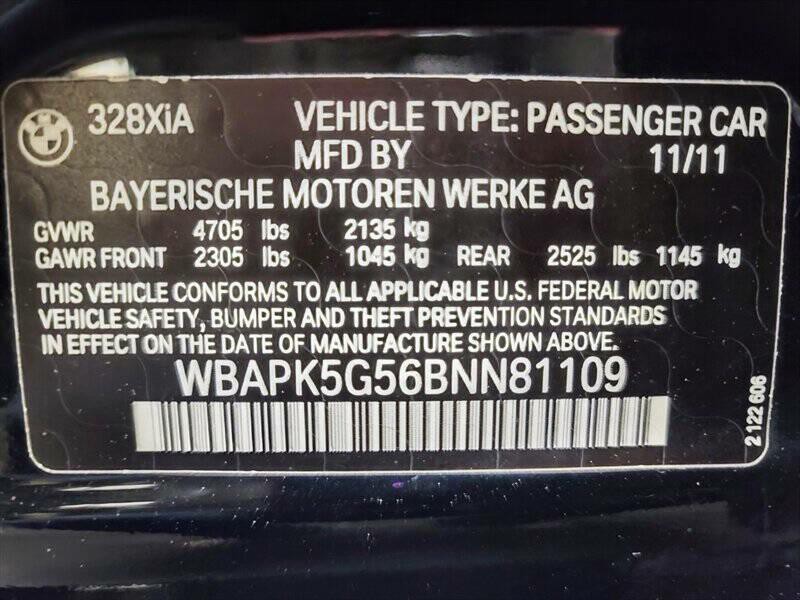 BMW
328XiA VEHICLE TYPE: PASSENGER CAR
MFD BY 11/11
BAYERISCHE MOTOREN WERKE AG
GVWR 4705 lbs 2135 kg
GAWR FRONT 2305 lbs 1045 kg REAR 2525 lbs 1145 kg
THIS VEHICLE CONFORMS TO ALL APPLICABLE U.S. FEDERAL MOTOR
VEHICLE SAFETY, BUMPER AND THEFT PREVENTION STANDARDS
IN EFFECT ON THE DATE OF MANUFACTURE SHOWN ABOVE.
WBAPK5G56BNN81109
2 122 606